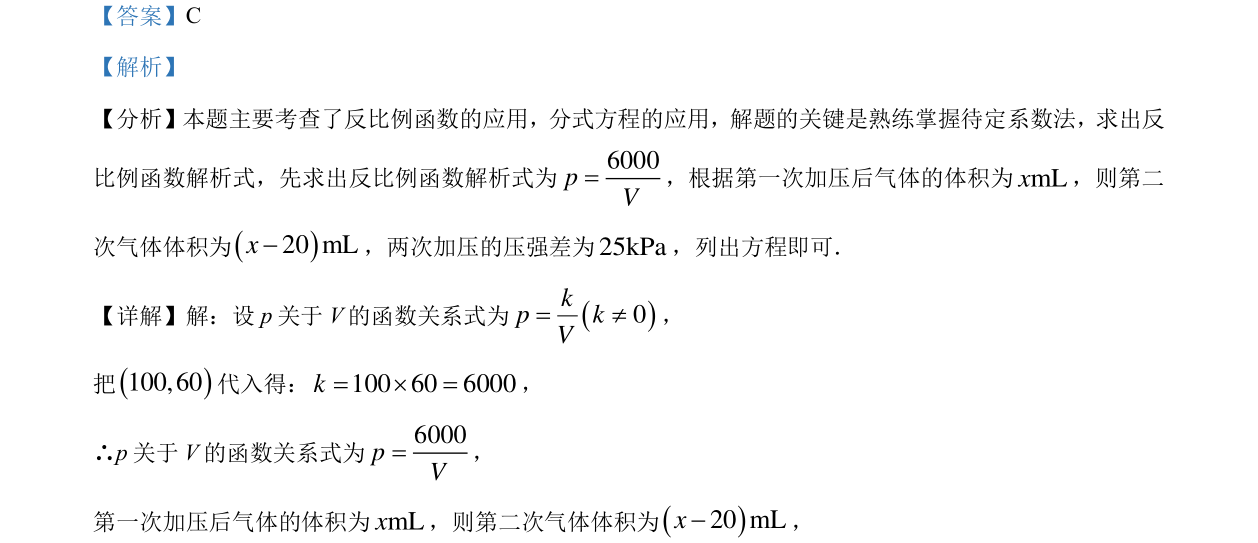 【答案】C
【解析】
【分析】本题主要考查了反比例函数的应用，分式方程的应用，解题的关键是熟练掌握待定系数法，求出反
比例函数解析式，先求出反比例函数解析式为 p = 6000/V ，根据第一次加压后气体的体积为 xmL ，则第二
次气体体积为 (x − 20) mL ，两次加压的压强差为 25kPa ，列出方程即可．
【详解】解：设 p 关于 V 的函数关系式为 p = k/V (k ≠ 0) ，
把 (100, 60) 代入得： k = 100 × 60 = 6000 ，
∴p 关于 V 的函数关系式为 p = 6000/V ，
第一次加压后气体的体积为 xmL ，则第二次气体体积为 (x − 20) mL ，